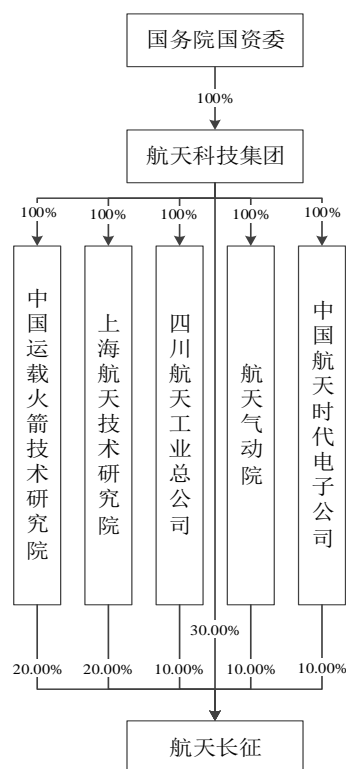 国务院国资委
100%
航天科技集团
100%
100%
100%
100%
100%
中国运载火箭技术研究院
上海航天技术研究院
四川航天工业总公司
航天气动院
中国航天时代电子公司
30.00%
20.00%
20.00%
10.00%
10.00%
10.00%
航天长征